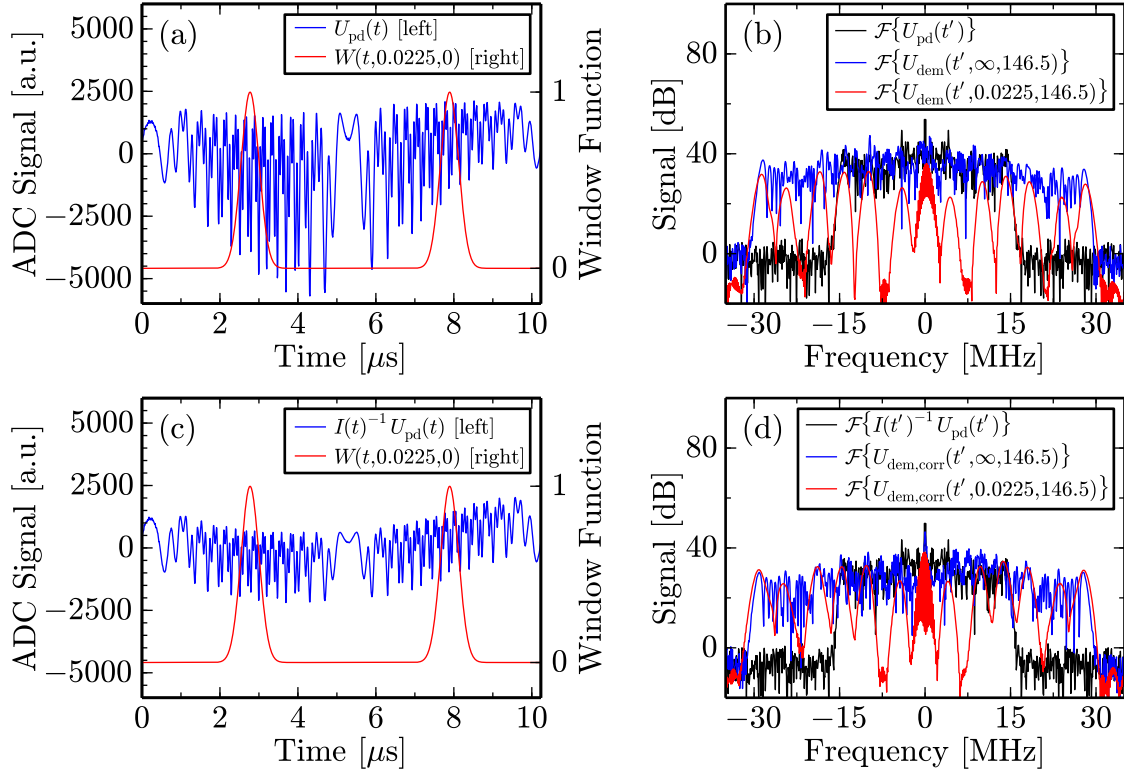 (a)
U_pd(t) [left]
W(t,0.0225,0) [right]
6000
5000
2500
0
−2500
−5000
ADC Signal [a.u.]
1
0
Window Function
0 2 4 6 8 10
Time [μs]
(b)
ℱ{U_pd(t′)}
ℱ{U_dem(t′,∞,146.5)}
ℱ{U_dem(t′,0.0225,146.5)}
80
40
0
Signal [dB]
−30 −15 0 15 30
Frequency [MHz]
(c)
I(t)⁻¹U_pd(t) [left]
W(t,0.0225,0) [right]
5000
2500
0
−2500
−5000
ADC Signal [a.u.]
1
0
Window Function
0 2 4 6 8 10
Time [μs]
(d)
ℱ{I(t′)⁻¹U_pd(t′)}
ℱ{U_dem,corr(t′,∞,146.5)}
ℱ{U_dem,corr(t′,0.0225,146.5)}
80
40
0
Signal [dB]
−30 −15 0 15 30
Frequency [MHz]